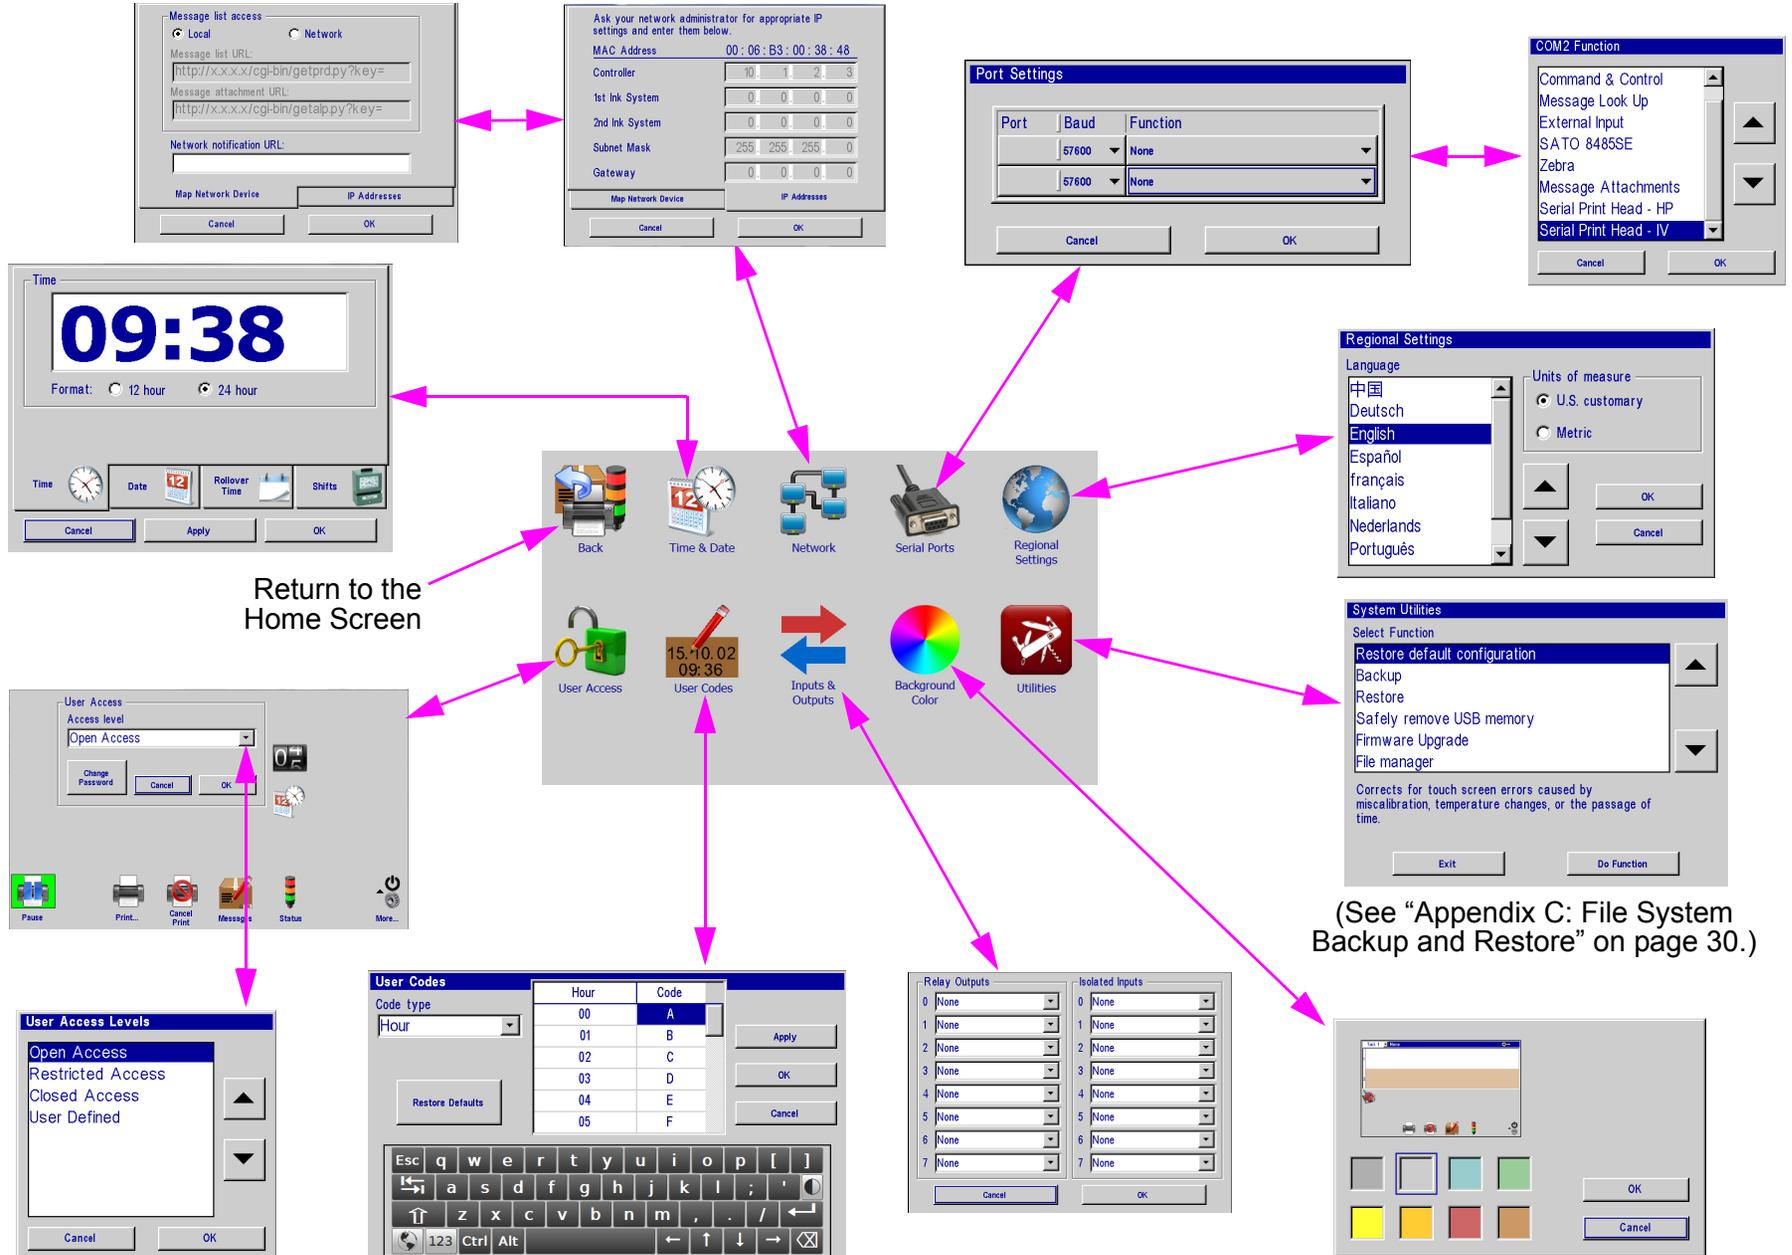 Message list access
Local
Network
Message list URL:
http://x.x.x.x/cgi-bin/getprd.py?key=
Message attachment URL:
http://x.x.x.x/cgi-bin/getalp.py?key=
Network notification URL:
Map Network Device
IP Addresses
Cancel
OK
Ask your network administrator for appropriate IP
settings and enter them below.
MAC Address 00 : 06 : B3 : 00 : 38 : 48
Controller 10. 1. 2. 3
1st Ink System 0. 0. 0. 0
2nd Ink System 0. 0. 0. 0
Subnet Mask 255. 255. 255. 0
Gateway 0. 0. 0. 0
Map Network Device
IP Addresses
Cancel
OK
Port Settings
Port Baud Function
57600 None
57600 None
Cancel
OK
COM2 Function
Command & Control
Message Look Up
External Input
SATO 8485SE
Zebra
Message Attachments
Serial Print Head - HP
Serial Print Head - IV
Cancel
OK
Time
09:38
Format: 12 hour 24 hour
Time
Date
12
Rollover
Time
Shifts
Cancel
Apply
OK
Regional Settings
Language
中国
Deutsch
English
Español
français
Italiano
Nederlands
Português
Units of measure
U.S. customary
Metric
OK
Cancel
Return to the
Home Screen
Back
12
Time & Date
Network
Serial Ports
Regional
Settings
User Access
15.10.02
09:36
User Codes
Inputs &
Outputs
Background
Color
Utilities
System Utilities
Select Function
Restore default configuration
Backup
Restore
Safely remove USB memory
Firmware Upgrade
File manager
Corrects for touch screen errors caused by
miscalibration, temperature changes, or the passage of
time.
Exit
Do Function
(See “Appendix C: File System
Backup and Restore” on page 30.)
User Access
Access level
Open Access
Change
Password
Cancel
OK
12
Pause
Print...
Cancel
Print
Messages
Status
More...
User Access Levels
Open Access
Restricted Access
Closed Access
User Defined
Cancel
OK
User Codes
Code type
Hour
Restore Defaults
Hour Code
00 A
01 B
02 C
03 D
04 E
05 F
Apply
OK
Cancel
Esc q w e r t y u i o p [ ]
a s d f g h j k l ; '
z x c v b n m , . /
123 Ctrl Alt ← ↑ ↓ →
Relay Outputs
0 None
1 None
2 None
3 None
4 None
5 None
6 None
7 None
Isolated Inputs
0 None
1 None
2 None
3 None
4 None
5 None
6 None
7 None
Cancel
OK
OK
Cancel